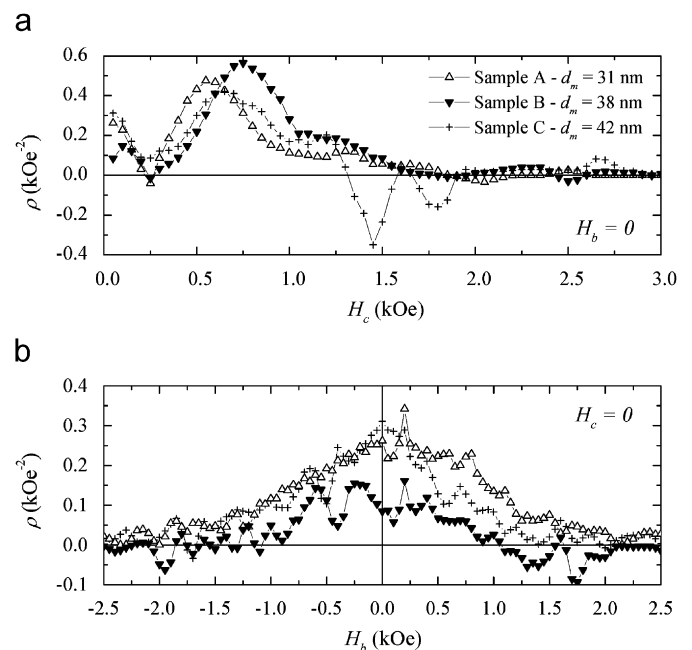 a
0.6
0.4
0.2
0.0
-0.2
-0.4
ρ (kOe⁻²)
Sample A - dₘ = 31 nm
Sample B - dₘ = 38 nm
Sample C - dₘ = 42 nm
H_b = 0
0.0 0.5 1.0 1.5 2.0 2.5 3.0
H_c (kOe)
b
0.4
0.3
0.2
0.1
0.0
-0.1
ρ (kOe⁻²)
H_c = 0
-2.5 -2.0 -1.5 -1.0 -0.5 0.0 0.5 1.0 1.5 2.0 2.5
H_b (kOe)